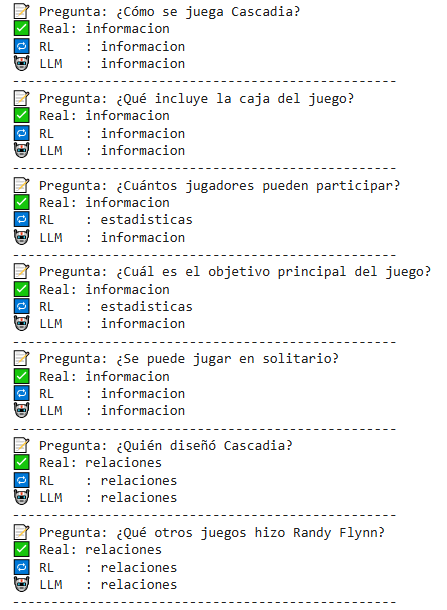 📝 Pregunta: ¿Cómo se juega Cascadia?
✅ Real: informacion
🔁 RL   : informacion
🤖 LLM  : informacion
--------------------------------------------------
📝 Pregunta: ¿Qué incluye la caja del juego?
✅ Real: informacion
🔁 RL   : informacion
🤖 LLM  : informacion
--------------------------------------------------
📝 Pregunta: ¿Cuántos jugadores pueden participar?
✅ Real: informacion
🔁 RL   : estadisticas
🤖 LLM  : informacion
--------------------------------------------------
📝 Pregunta: ¿Cuál es el objetivo principal del juego?
✅ Real: informacion
🔁 RL   : estadisticas
🤖 LLM  : informacion
--------------------------------------------------
📝 Pregunta: ¿Se puede jugar en solitario?
✅ Real: informacion
🔁 RL   : informacion
🤖 LLM  : informacion
--------------------------------------------------
📝 Pregunta: ¿Quién diseñó Cascadia?
✅ Real: relaciones
🔁 RL   : relaciones
🤖 LLM  : relaciones
--------------------------------------------------
📝 Pregunta: ¿Qué otros juegos hizo Randy Flynn?
✅ Real: relaciones
🔁 RL   : relaciones
🤖 LLM  : relaciones
--------------------------------------------------